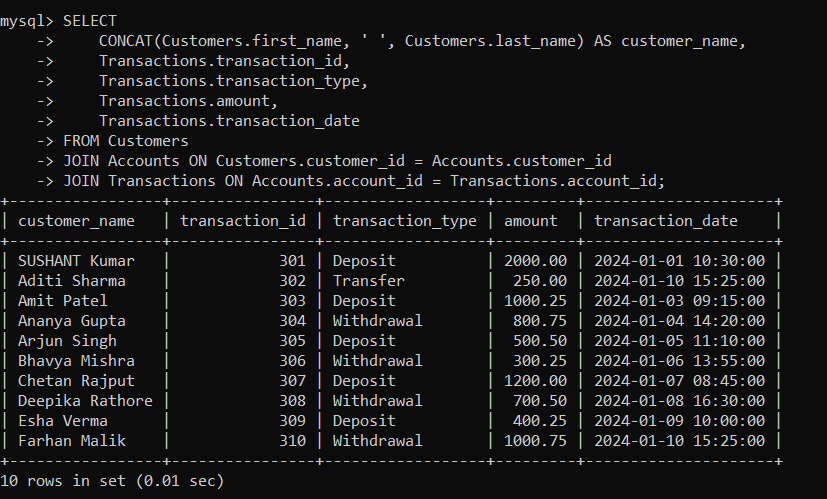 mysql> SELECT
    ->     CONCAT(Customers.first_name, ' ', Customers.last_name) AS customer_name,
    ->     Transactions.transaction_id,
    ->     Transactions.transaction_type,
    ->     Transactions.amount,
    ->     Transactions.transaction_date
    -> FROM Customers
    -> JOIN Accounts ON Customers.customer_id = Accounts.customer_id
    -> JOIN Transactions ON Accounts.account_id = Transactions.account_id;
+-----------------+----------------+------------------+---------+---------------------+
| customer_name   | transaction_id | transaction_type | amount  | transaction_date    |
+-----------------+----------------+------------------+---------+---------------------+
| SUSHANT Kumar   |            301 | Deposit          | 2000.00 | 2024-01-01 10:30:00 |
| Aditi Sharma    |            302 | Transfer         |  250.00 | 2024-01-10 15:25:00 |
| Amit Patel      |            303 | Deposit          | 1000.25 | 2024-01-03 09:15:00 |
| Ananya Gupta    |            304 | Withdrawal       |  800.75 | 2024-01-04 14:20:00 |
| Arjun Singh     |            305 | Deposit          |  500.50 | 2024-01-05 11:10:00 |
| Bhavya Mishra   |            306 | Withdrawal       |  300.25 | 2024-01-06 13:55:00 |
| Chetan Rajput   |            307 | Deposit          | 1200.00 | 2024-01-07 08:45:00 |
| Deepika Rathore |            308 | Withdrawal       |  700.50 | 2024-01-08 16:30:00 |
| Esha Verma      |            309 | Deposit          |  400.25 | 2024-01-09 10:00:00 |
| Farhan Malik    |            310 | Withdrawal       | 1000.75 | 2024-01-10 15:25:00 |
+-----------------+----------------+------------------+---------+---------------------+
10 rows in set (0.01 sec)